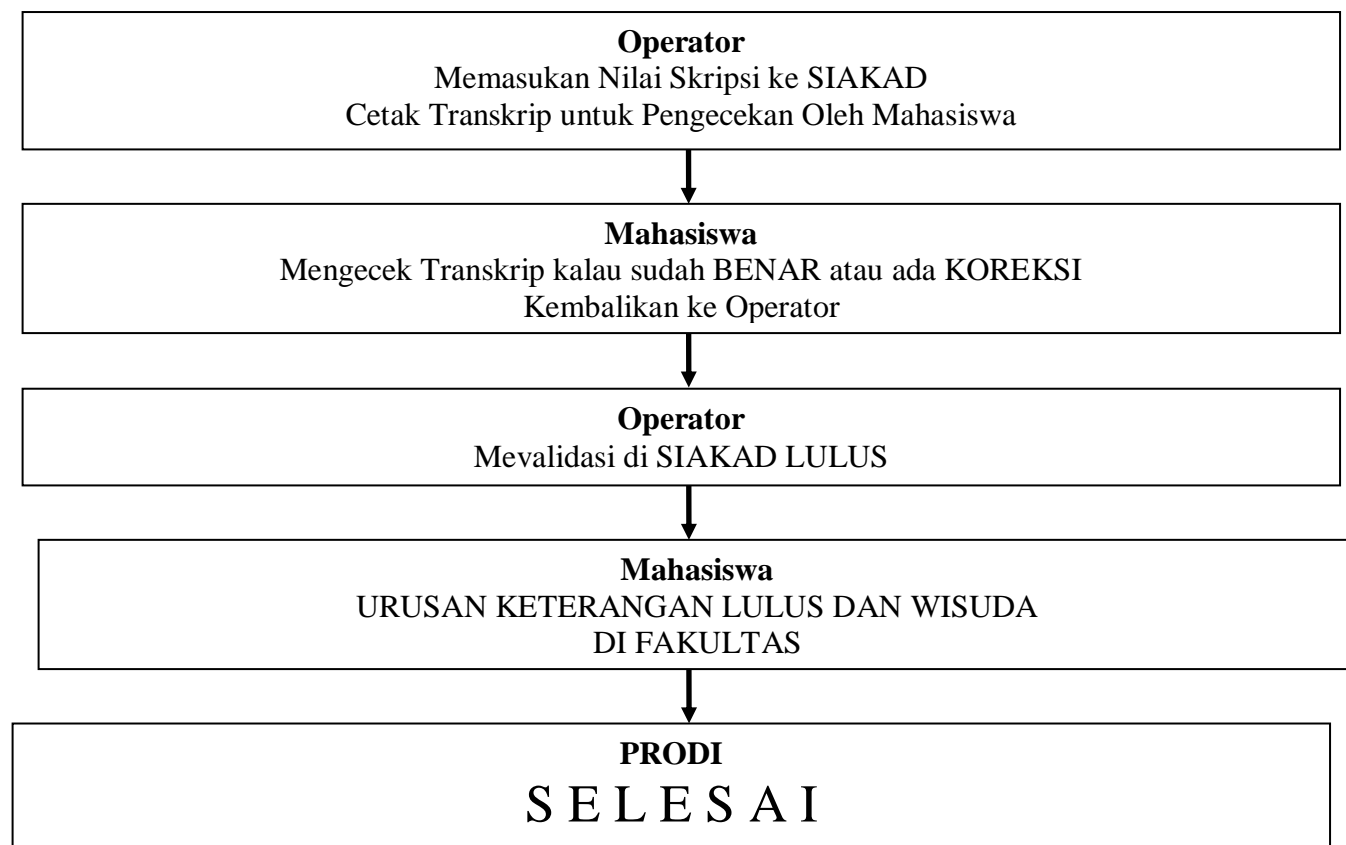 Operator
Memasukan Nilai Skripsi ke SIAKAD
Cetak Transkrip untuk Pengecekan Oleh Mahasiswa
Mahasiswa
Mengecek Transkrip kalau sudah BENAR atau ada KOREKSI
Kembalikan ke Operator
Operator
Mevalidasi di SIAKAD LULUS
Mahasiswa
URUSAN KETERANGAN LULUS DAN WISUDA
DI FAKULTAS
PRODI
S E L E S A I